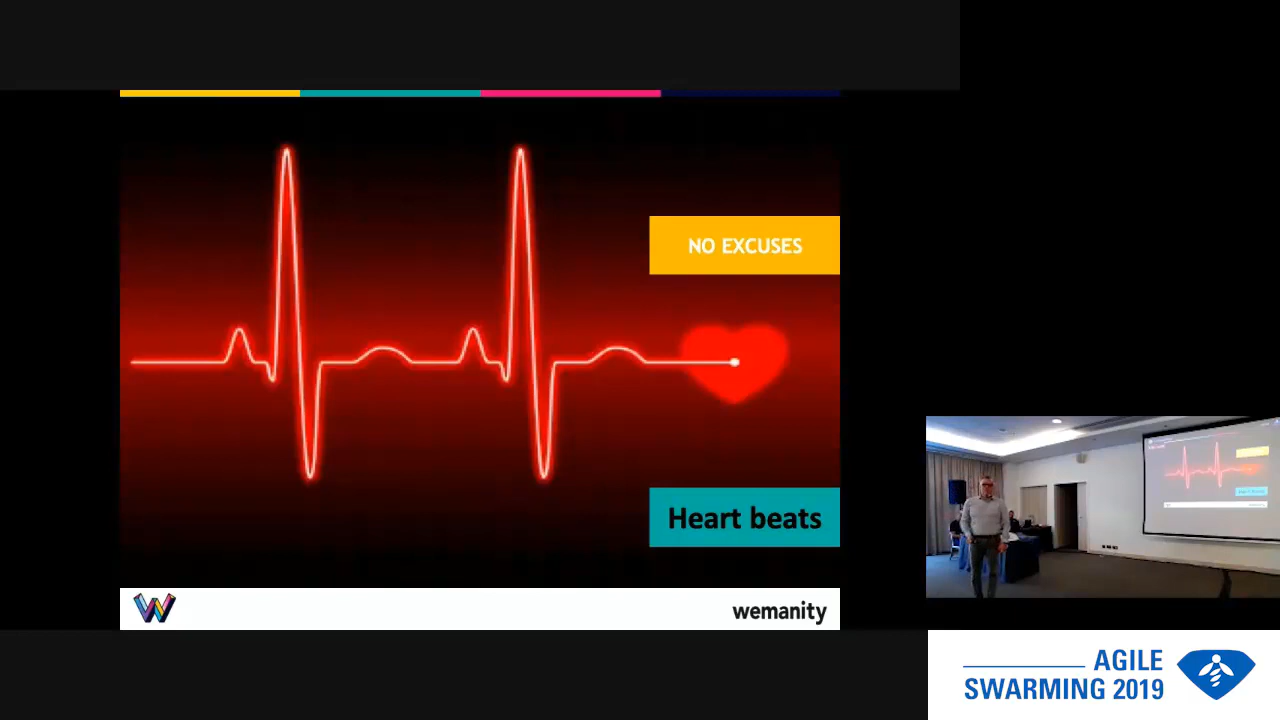 NO EXCUSES
Heart beats
wemanity
AGILE
SWARMING 2019